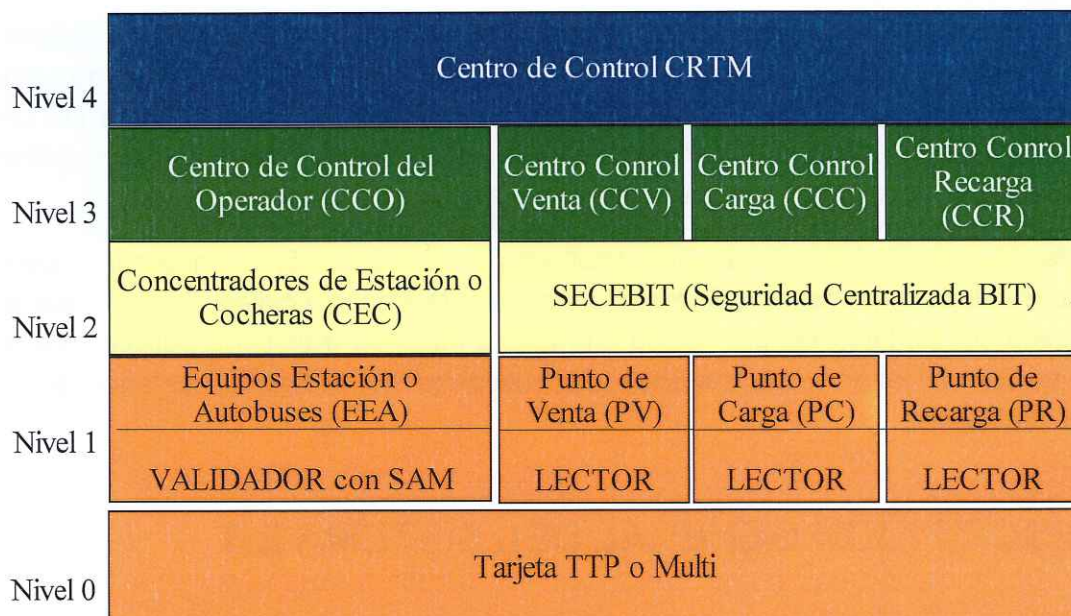 Nivel 4
Centro de Control CRTM
Nivel 3
Centro de Control del
Operador (CCO)
Centro Conrol
Venta (CCV)
Centro Conrol
Carga (CCC)
Centro Conrol
Recarga
(CCR)
Nivel 2
Concentradores de Estación o
Cocheras (CEC)
SECEBIT (Seguridad Centralizada BIT)
Nivel 1
Equipos Estación o
Autobuses (EEA)
VALIDADOR con SAM
Punto de
Venta (PV)
LECTOR
Punto de
Carga (PC)
LECTOR
Punto de
Recarga (PR)
LECTOR
Nivel 0
Tarjeta TTP o Multi